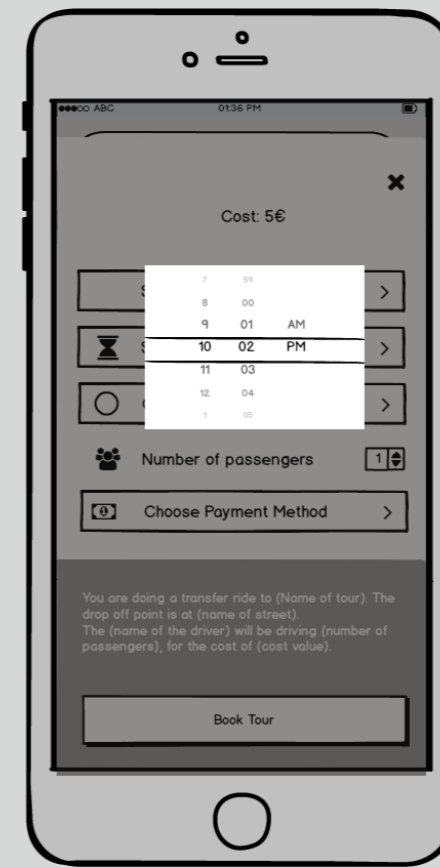 ABC 01:36 PM
Cost: 5€
7 59
8 00
9 01 AM
10 02 PM
11 03
12 04
1 05
Number of passengers 1
Choose Payment Method
You are doing a transfer ride to (Name of tour). The
drop off point is at (name of street).
The (name of the driver) will be driving (number of
passengers), for the cost of (cost value).
Book Tour